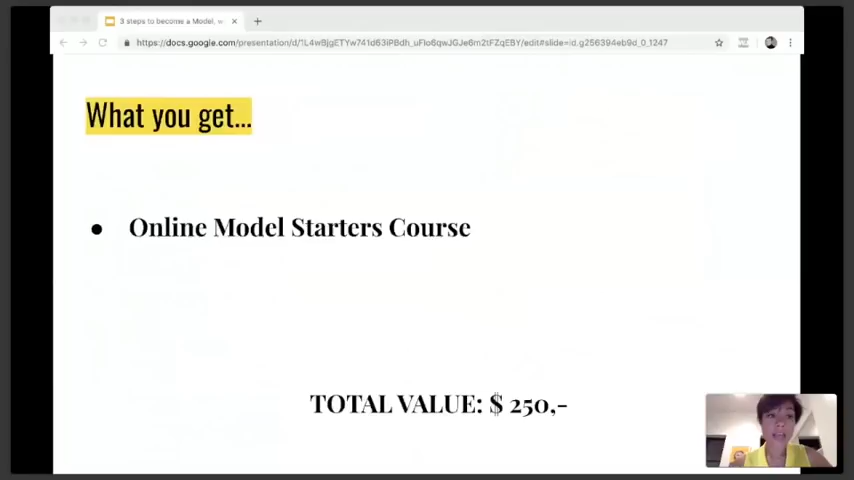 3 steps to become a Model, w
https://docs.google.com/presentation/d/1L4wBjgETYw741d63iPBdh_uFlo6qwJGJe6m2tFZqEBY/edit#slide=id.g256394eb9d_0_1247
What you get...
● Online Model Starters Course
TOTAL VALUE: $ 250,-